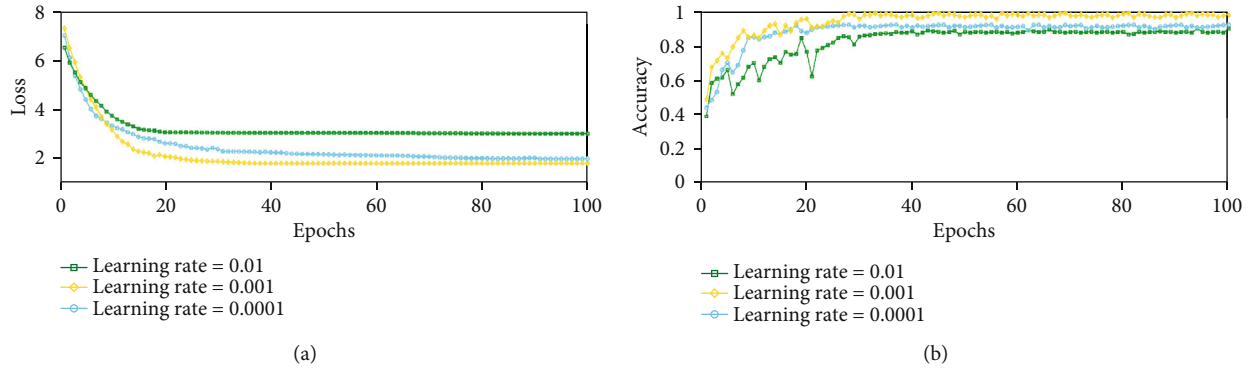 8
6
4
2
Loss
0 20 40 60 80 100
Epochs
Learning rate = 0.01
Learning rate = 0.001
Learning rate = 0.0001
(a)
1
0.8
0.6
0.4
0.2
0
Accuracy
0 20 40 60 80 100
Epochs
Learning rate = 0.01
Learning rate = 0.001
Learning rate = 0.0001
(b)